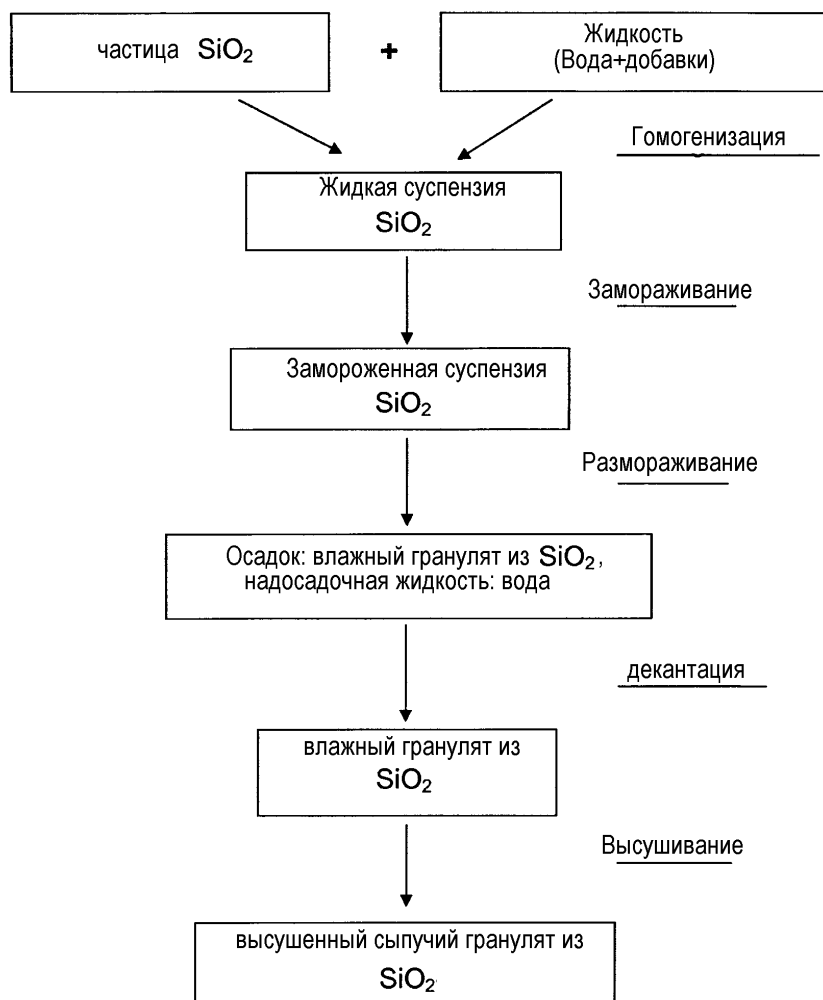 частица SiO₂
+
Жидкость
(Вода+добавки)
Гомогенизация
Жидкая суспензия
SiO₂
Замораживание
Замороженная суспензия
SiO₂
Размораживание
Осадок: влажный гранулят из SiO₂,
надосадочная жидкость: вода
декантация
влажный гранулят из
SiO₂
Высушивание
высушенный сыпучий гранулят из
SiO₂